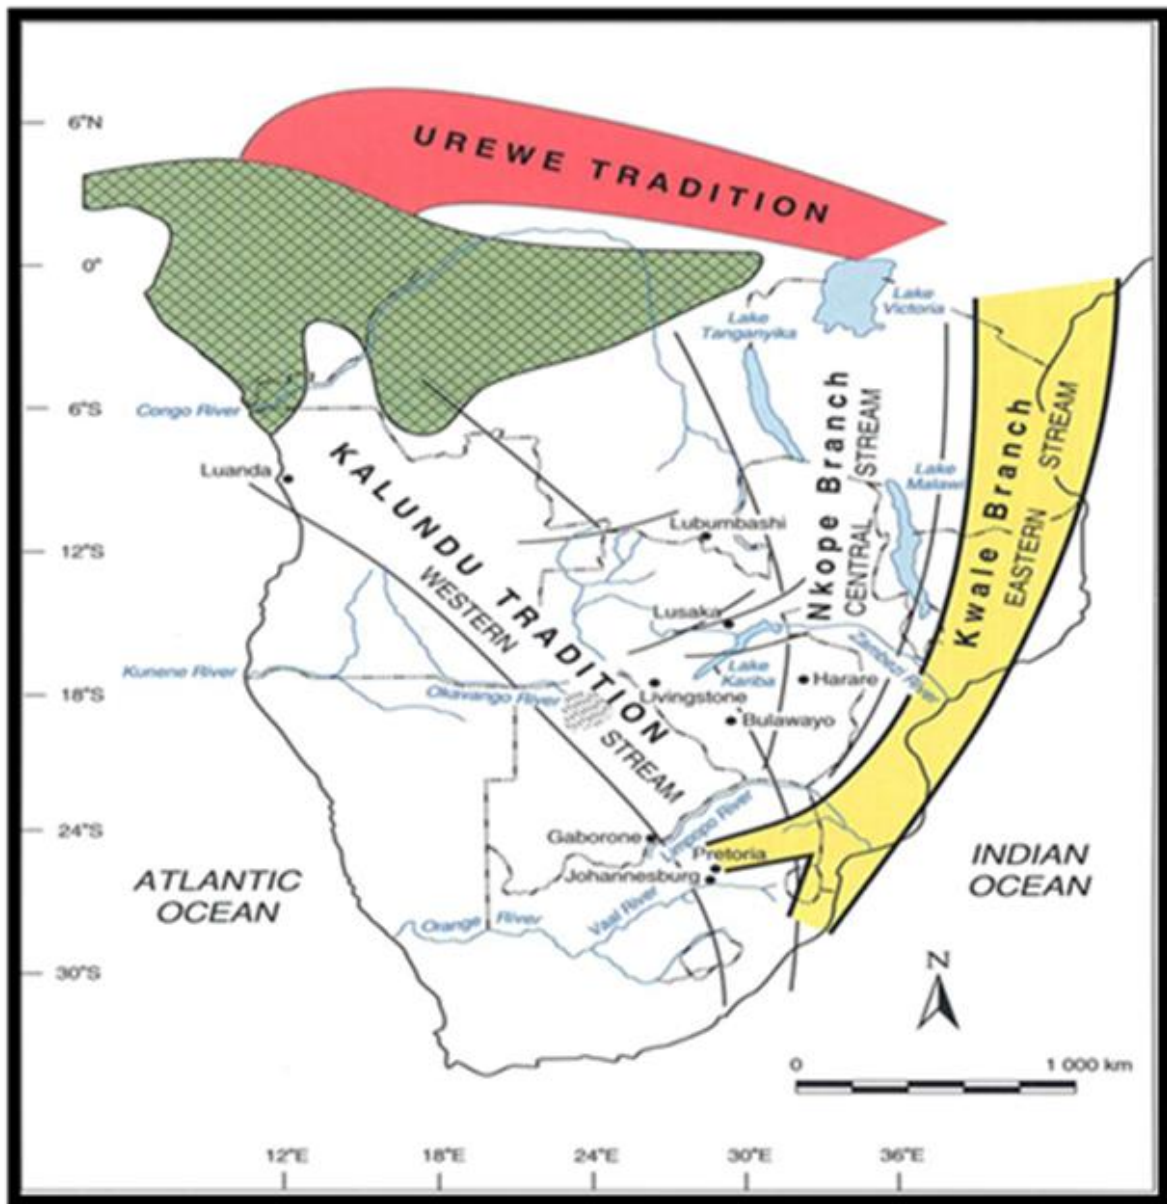 6°N
UREWE TRADITION
0°
Lake
Victoria
Lake
Tanganyika
6°S
Congo River
Nkope Branch
CENTRAL STREAM
Kwale Branch
EASTERN STREAM
Luanda
KALUNDU TRADITION
WESTERN STREAM
Lake
Malawi
Lubumbashi
12°S
Lusaka
Zambezi River
Kunene River
Lake
Kariba
Harare
18°S
Okavango River
Livingstone
Bulawayo
24°S
Gaborone
Limpopo River
Pretoria
Johannesburg
ATLANTIC
OCEAN
INDIAN
OCEAN
Orange River
Vaal River
30°S
N
0 1 000 km
12°E 18°E 24°E 30°E 36°E